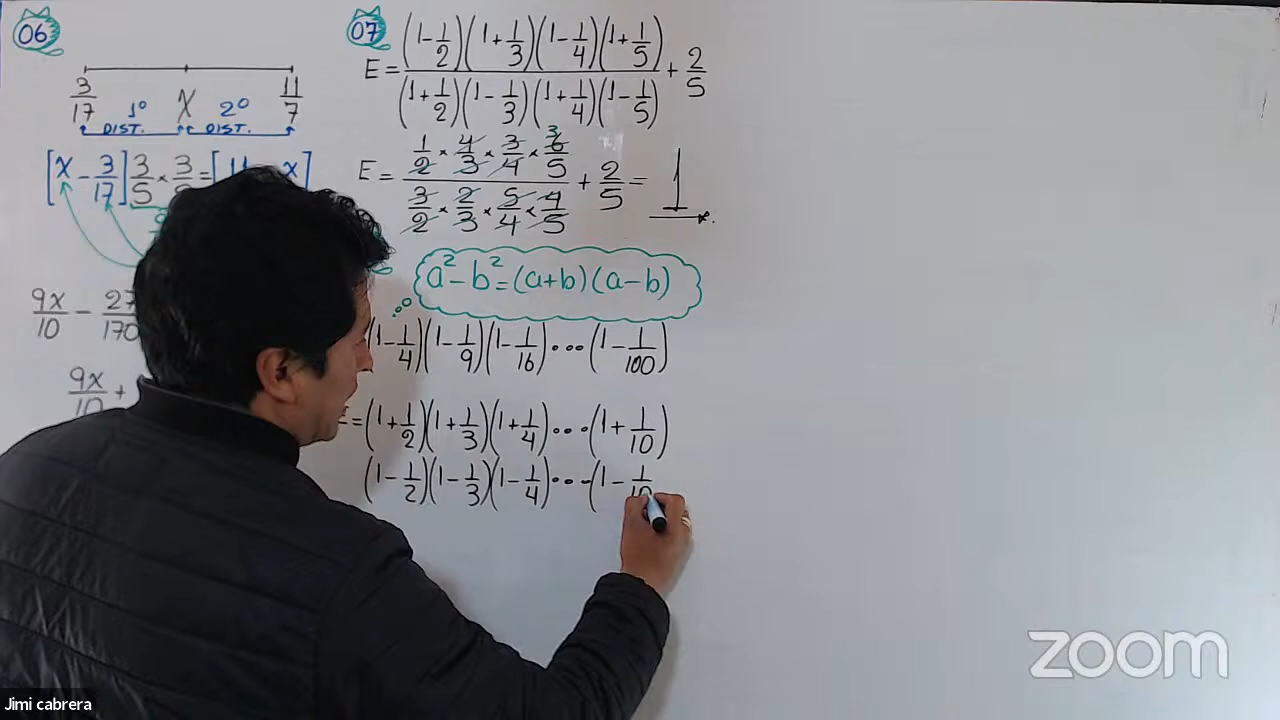 06
3/17 1° X 2° 11/7
DIST. DIST.
[x - 3/17] 3/5 × 3 = [11 - x]
9x/10 - 27/170
9x/10 +
07
E = (1-1/2)(1+1/3)(1-1/4)(1+1/5) / (1+1/2)(1-1/3)(1+1/4)(1-1/5) + 2/5
3
E = 1/2 × 4/3 × 3/4 × 6/5 / 3/2 × 2/3 × 5/4 × 4/5 + 2/5 = 1
a² - b² = (a+b)(a-b)
(1-1/4)(1-1/9)(1-1/16)...(1-1/100)
= (1+1/2)(1+1/3)(1+1/4)...(1+1/10)
(1-1/2)(1-1/3)(1-1/4)...(1-1/10
zoom
Jimi cabrera